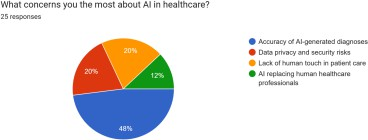 What concerns you the most about AI in healthcare?
25 responses
20%
20%
12%
48%
Accuracy of AI-generated diagnoses
Data privacy and security risks
Lack of human touch in patient care
AI replacing human healthcare
professionals